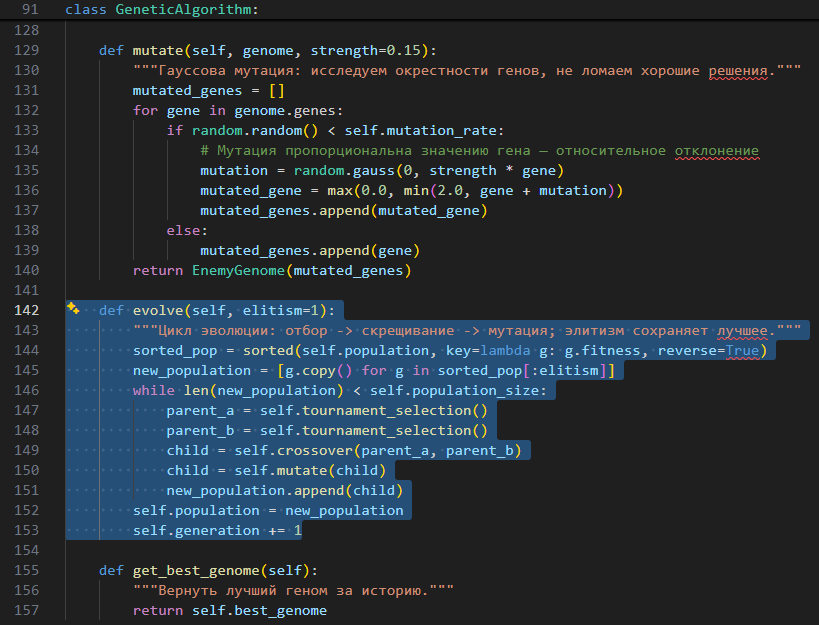 91 class GeneticAlgorithm:
128
129     def mutate(self, genome, strength=0.15):
130         """Гауссова мутация: исследуем окрестности генов, не ломаем хорошие решения."""
131         mutated_genes = []
132         for gene in genome.genes:
133             if random.random() < self.mutation_rate:
134                 # Мутация пропорциональна значению гена — относительное отклонение
135                 mutation = random.gauss(0, strength * gene)
136                 mutated_gene = max(0.0, min(2.0, gene + mutation))
137                 mutated_genes.append(mutated_gene)
138             else:
139                 mutated_genes.append(gene)
140         return EnemyGenome(mutated_genes)
141
142     def evolve(self, elitism=1):
143         """Цикл эволюции: отбор -> скрещивание -> мутация; элитизм сохраняет лучшее."""
144         sorted_pop = sorted(self.population, key=lambda g: g.fitness, reverse=True)
145         new_population = [g.copy() for g in sorted_pop[:elitism]]
146         while len(new_population) < self.population_size:
147             parent_a = self.tournament_selection()
148             parent_b = self.tournament_selection()
149             child = self.crossover(parent_a, parent_b)
150             child = self.mutate(child)
151             new_population.append(child)
152         self.population = new_population
153         self.generation += 1
154
155     def get_best_genome(self):
156         """Вернуть лучший геном за историю."""
157         return self.best_genome